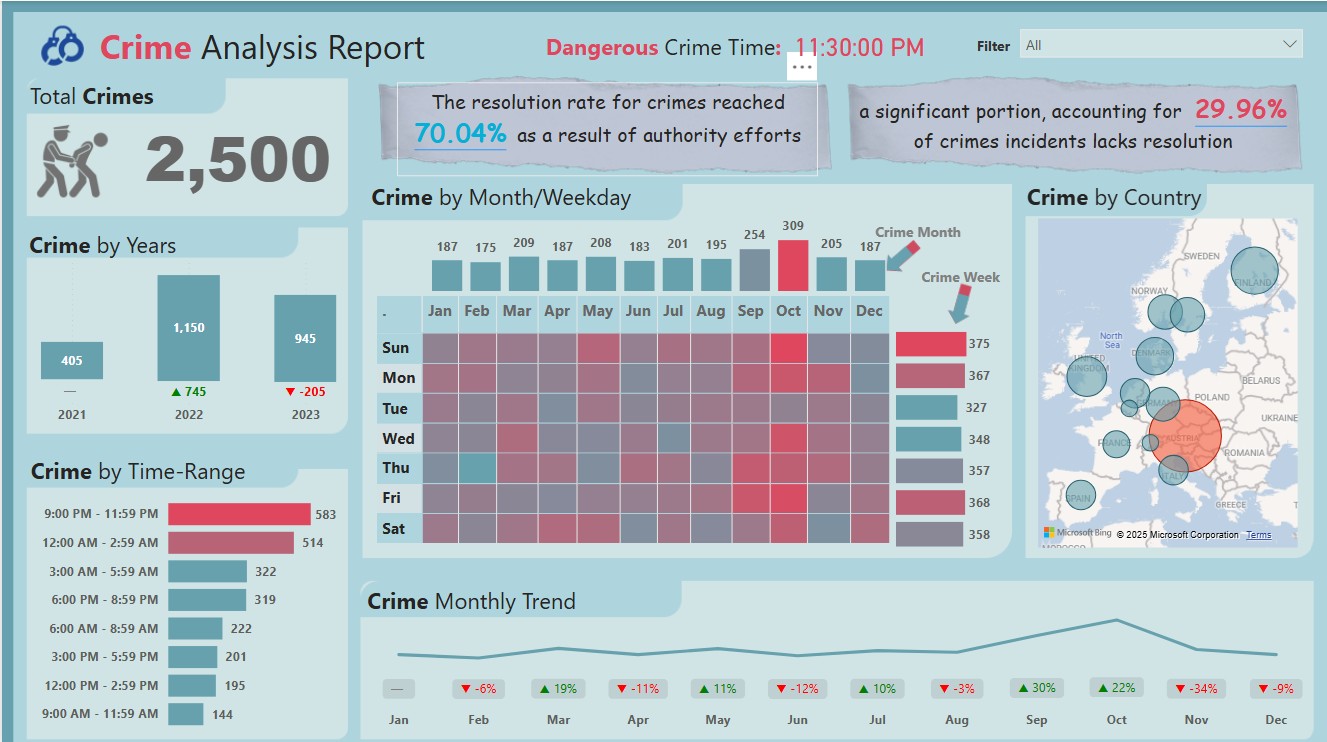 Crime Analysis Report
Dangerous Crime Time: 11:30:00 PM
Filter
All
Total Crimes
2,500
The resolution rate for crimes reached
70.04% as a result of authority efforts
a significant portion, accounting for 29.96%
of crimes incidents lacks resolution
Crime by Years
405
1,150
945
—
▲ 745
▼ -205
2021
2022
2023
Crime by Time-Range
9:00 PM - 11:59 PM 583
12:00 AM - 2:59 AM 514
3:00 AM - 5:59 AM 322
6:00 PM - 8:59 PM 319
6:00 AM - 8:59 AM 222
3:00 PM - 5:59 PM 201
12:00 PM - 2:59 PM 195
9:00 AM - 11:59 AM 144
Crime by Month/Weekday
187 175 209 187 208 183 201 195 254 309 205 187
Crime Month
Crime Week
. Jan Feb Mar Apr May Jun Jul Aug Sep Oct Nov Dec
Sun 375
Mon 367
Tue 327
Wed 348
Thu 357
Fri 368
Sat 358
Crime by Country
SWEDEN
FINLAND
NORWAY
North
Sea
DENMARK
UNITED
KINGDOM
BELARUS
POLAND
GERMANY
UKRAINE
FRANCE
AUSTRIA
ROMANIA
ITALY
SPAIN
GREECE
Microsoft Bing
© 2025 Microsoft Corporation Terms
MOROCCO
Crime Monthly Trend
— ▼ -6% ▲ 19% ▼ -11% ▲ 11% ▼ -12% ▲ 10% ▼ -3% ▲ 30% ▲ 22% ▼ -34% ▼ -9%
Jan Feb Mar Apr May Jun Jul Aug Sep Oct Nov Dec